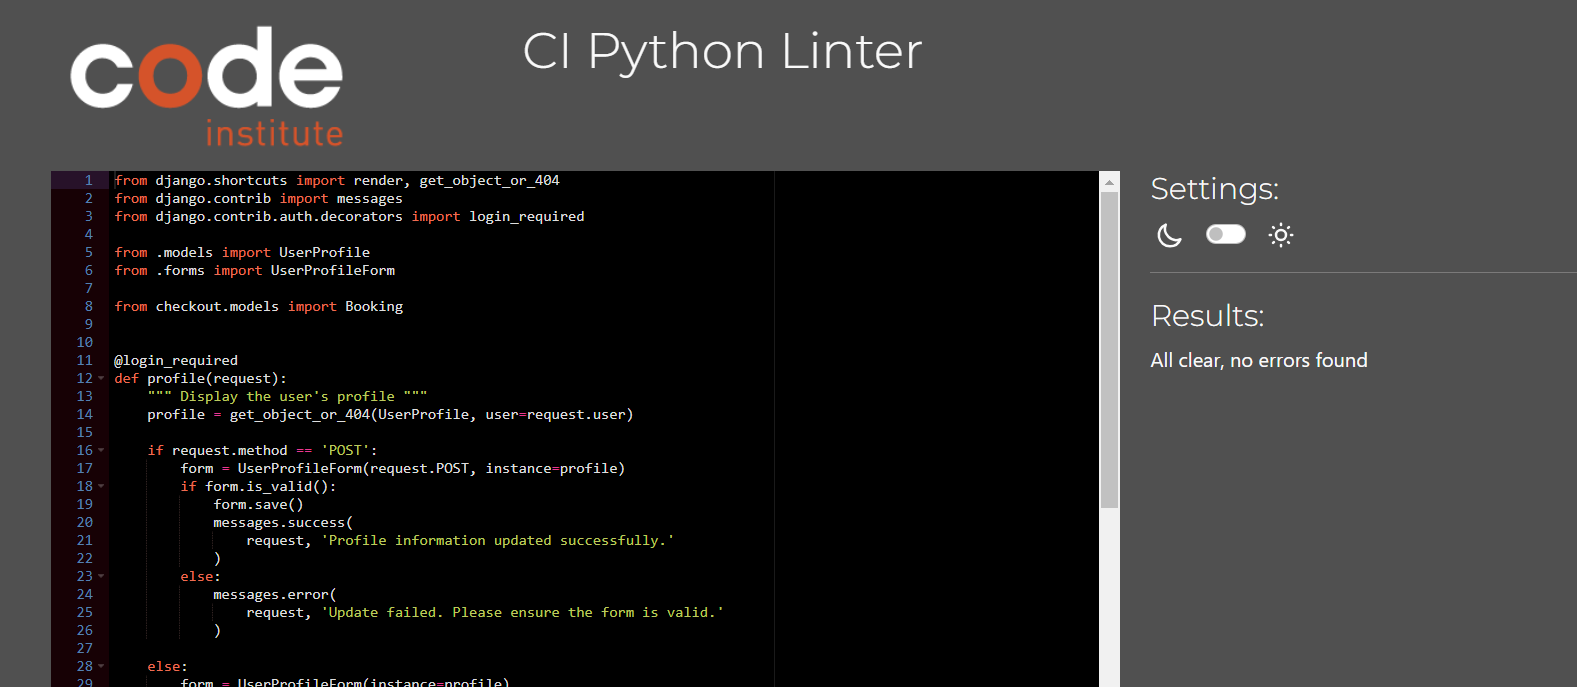 code
institute
CI Python Linter
1 from django.shortcuts import render, get_object_or_404
2 from django.contrib import messages
3 from django.contrib.auth.decorators import login_required
4
5 from .models import UserProfile
6 from .forms import UserProfileForm
7
8 from checkout.models import Booking
9
10
11 @login_required
12 def profile(request):
13     """ Display the user's profile """
14     profile = get_object_or_404(UserProfile, user=request.user)
15
16     if request.method == 'POST':
17         form = UserProfileForm(request.POST, instance=profile)
18         if form.is_valid():
19             form.save()
20             messages.success(
21                 request, 'Profile information updated successfully.'
22             )
23         else:
24             messages.error(
25                 request, 'Update failed. Please ensure the form is valid.'
26             )
27
28     else:
29         form = UserProfileForm(instance=profile)
Settings:
Results:
All clear, no errors found